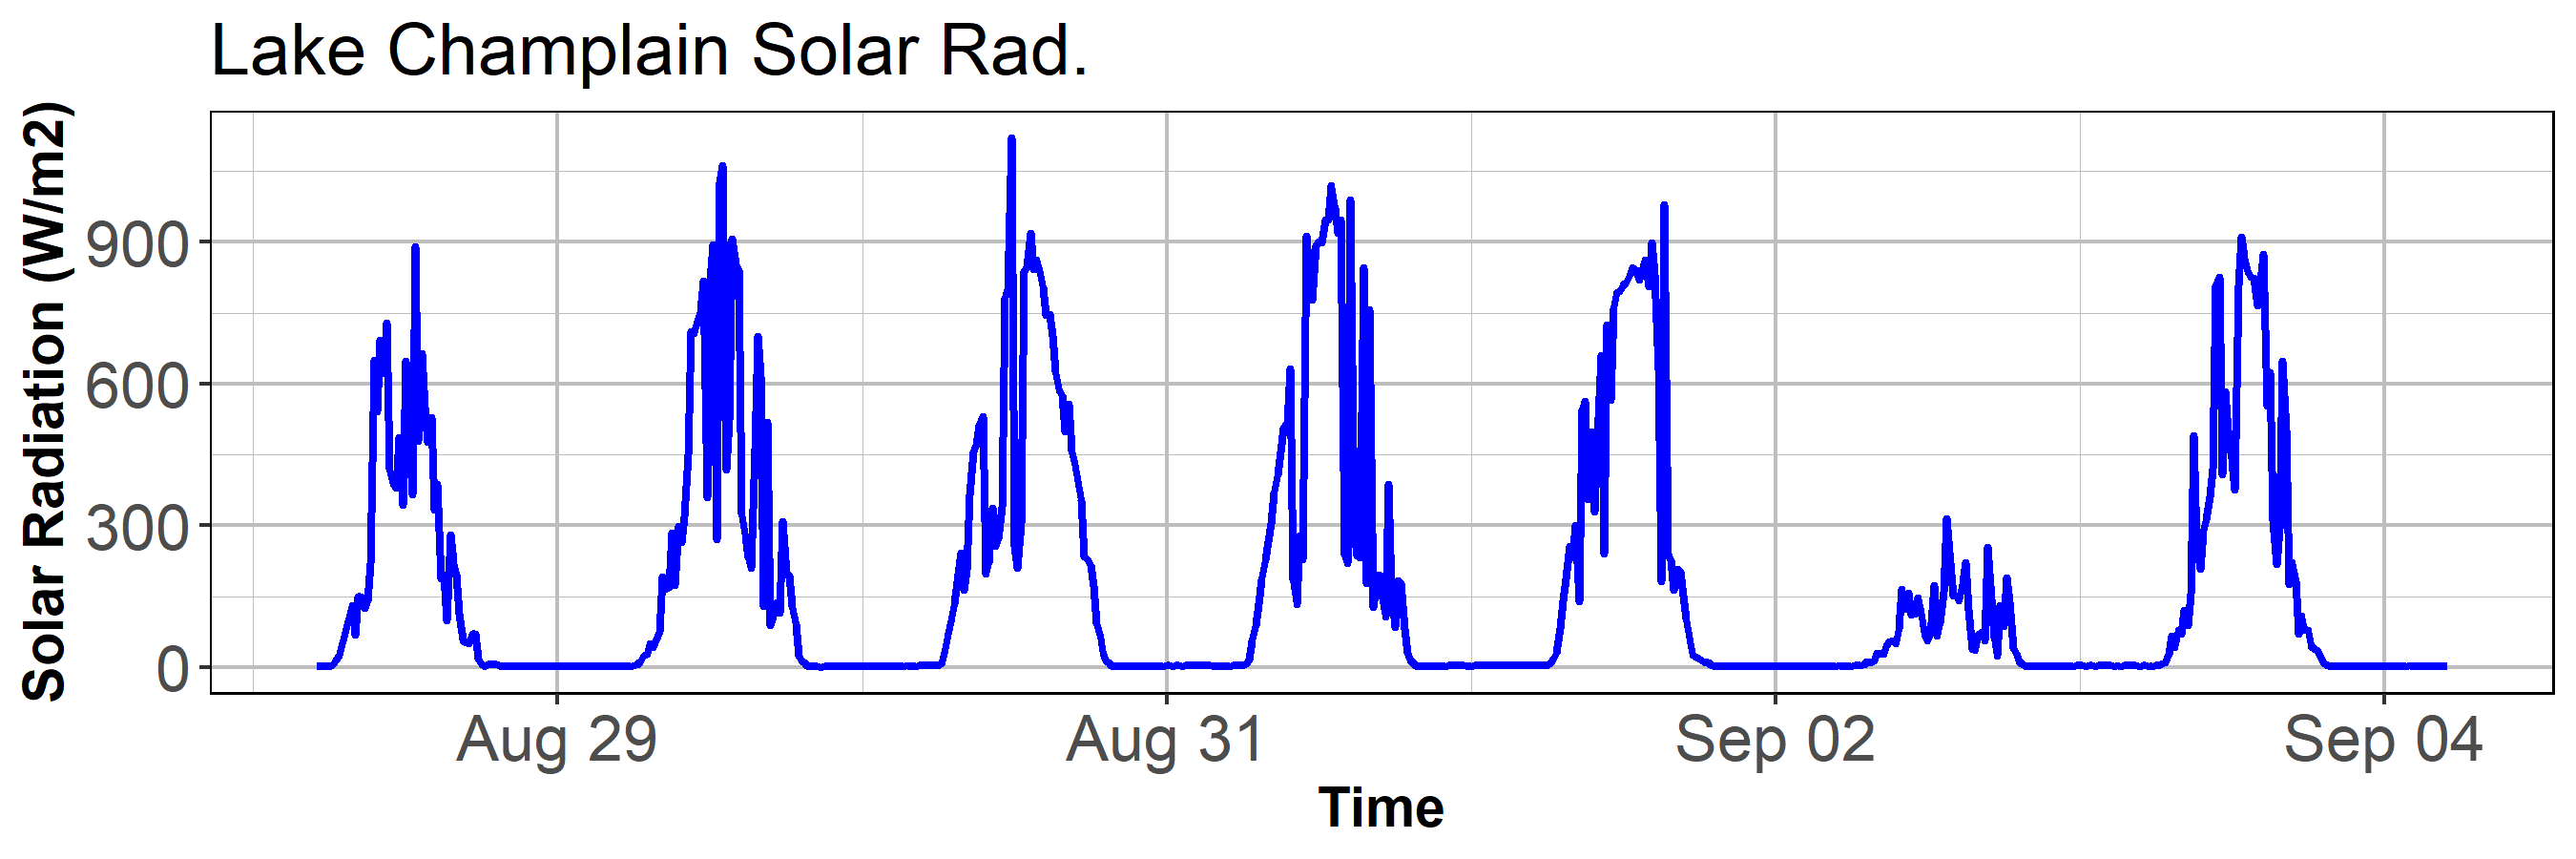 Lake Champlain Solar Rad.
Solar Radiation (W/m2)
900
600
300
0
Aug 29 Aug 31 Sep 02 Sep 04
Time